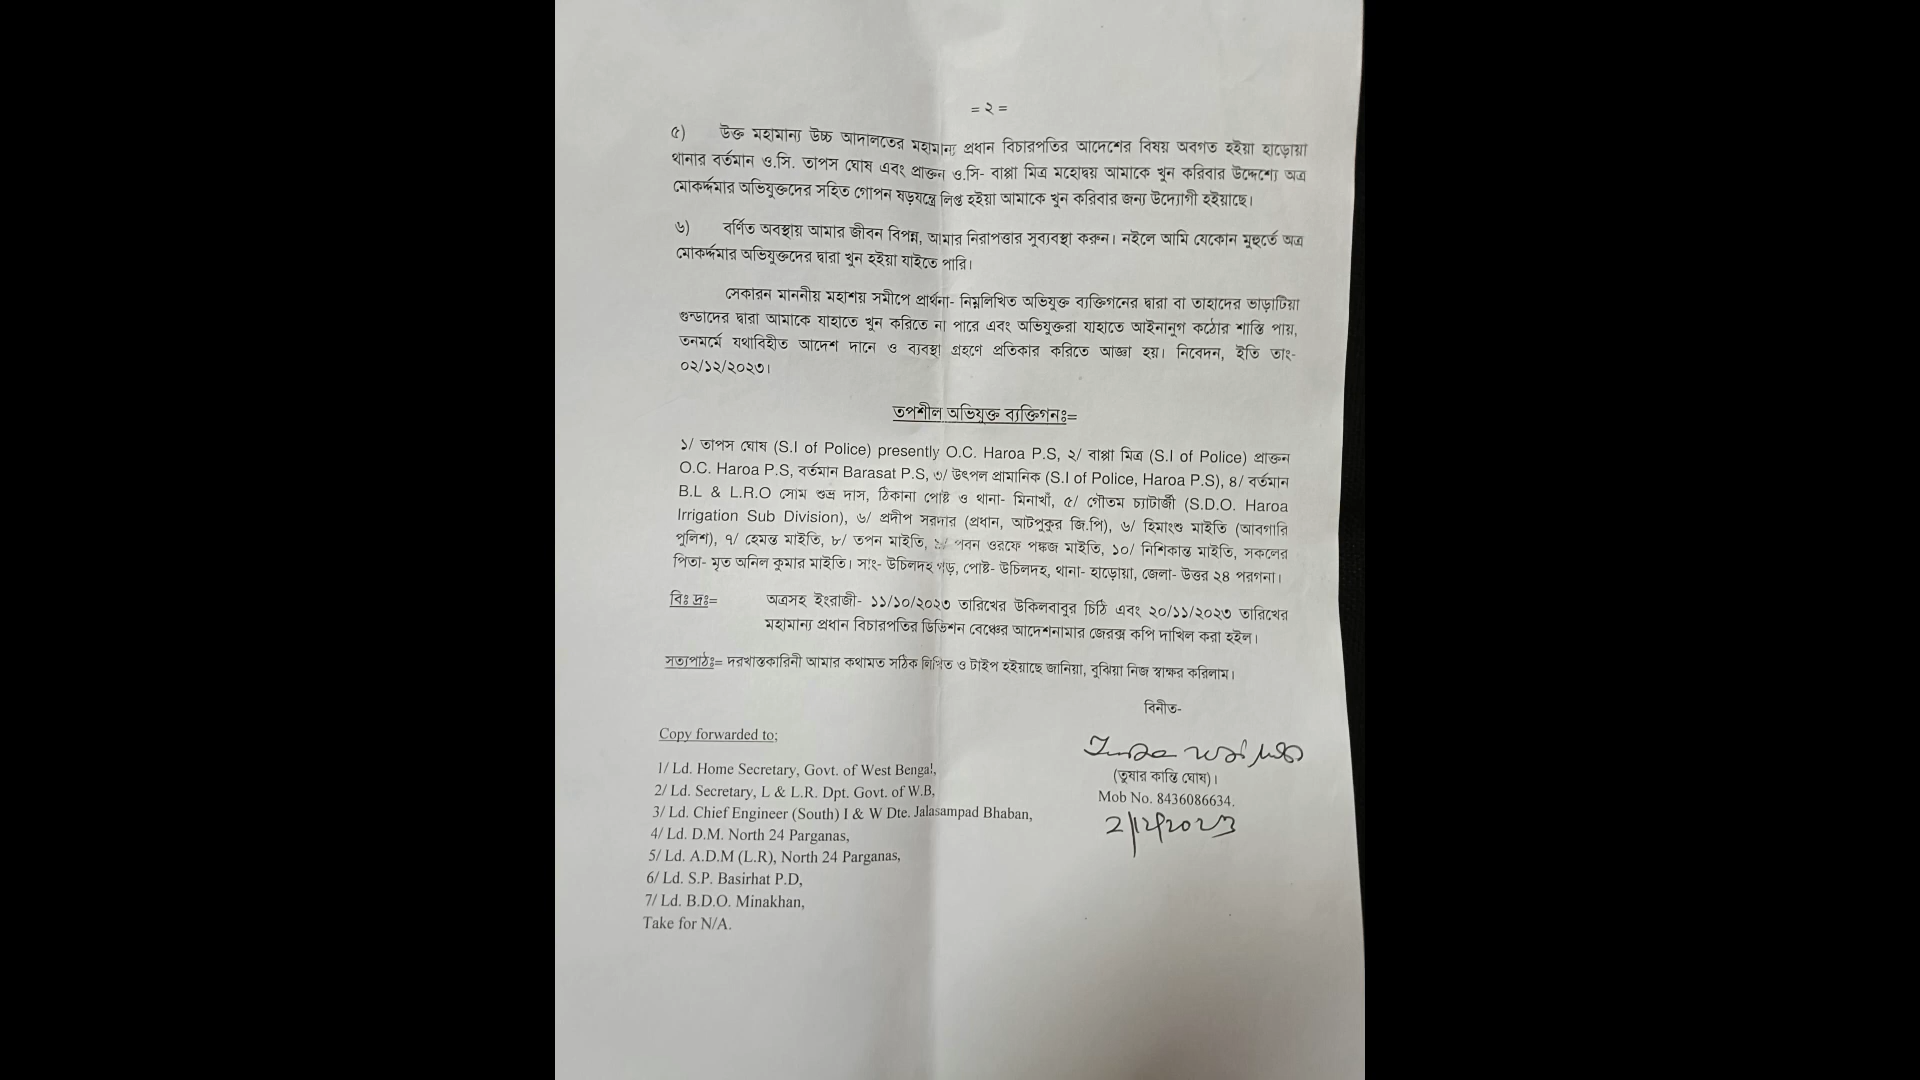 = ২ =
৫) উক্ত মহামান্য উচ্চ আদালতের মহামান্য প্রধান বিচারপতির আদেশের বিষয় অবগত হইয়া হাড়োয়া
থানার বর্তমান ও.সি. তাপস ঘোষ এবং প্রাক্তন ও.সি- বাপ্পা মিত্র মহোদ্বয় আমাকে খুন করিবার উদ্দেশ্যে অত্র
মোকর্দ্দমার অভিযুক্তদের সহিত গোপন ষড়যন্ত্রে লিপ্ত হইয়া আমাকে খুন করিবার জন্য উদ্যোগী হইয়াছে।
৬) বর্ণিত অবস্থায় আমার জীবন বিপন্ন, আমার নিরাপত্তার সুব্যবস্থা করুন। নইলে আমি যেকোন মুহুর্তে অত্র
মোকর্দ্দমার অভিযুক্তদের দ্বারা খুন হইয়া যাইতে পারি।
সেকারন মাননীয় মহাশয় সমীপে প্রার্থনা- নিম্নলিখিত অভিযুক্ত ব্যক্তিগনের দ্বারা বা তাহাদের ভাড়াটিয়া
গুন্ডাদের দ্বারা আমাকে যাহাতে খুন করিতে না পারে এবং অভিযুক্তরা যাহাতে আইনানুগ কঠোর শাস্তি পায়,
তনমর্মে যথাবিহীত আদেশ দানে ও ব্যবস্থা গ্রহণে প্রতিকার করিতে আজ্ঞা হয়। নিবেদন, ইতি তাং-
০২/১২/২০২৩।
তপশীল অভিযুক্ত ব্যক্তিগনঃ=
১/ তাপস ঘোষ (S.I of Police) presently O.C. Haroa P.S, ২/ বাপ্পা মিত্র (S.I of Police) প্রাক্তন
O.C. Haroa P.S, বর্তমান Barasat P.S, ৩/ উৎপল প্রামানিক (S.I of Police, Haroa P.S), ৪/ বর্তমান
B.L & L.R.O সোম শুভ্র দাস, ঠিকানা পোষ্ট ও থানা- মিনাখাঁ, ৫/ গৌতম চ্যাটার্জী (S.D.O. Haroa
Irrigation Sub Division), ৬/ প্রদীপ সরদার (প্রধান, আটপুকুর জি.পি), ৬/ হিমাংশু মাইতি (আবগারি
পুলিশ), ৭/ হেমন্ত মাইতি, ৮/ তপন মাইতি, ৯/ পবন ওরফে পঙ্কজ মাইতি, ১০/ নিশিকান্ত মাইতি, সকলের
পিতা- মৃত অনিল কুমার মাইতি। সাং- উচিলদহ পড়, পোষ্ট- উচিলদহ, থানা- হাড়োয়া, জেলা- উত্তর ২৪ পরগনা।
বিঃ দ্রঃ= অত্রসহ ইংরাজী- ১১/১০/২০২৩ তারিখের উকিলবাবুর চিঠি এবং ২০/১১/২০২৩ তারিখের
মহামান্য প্রধান বিচারপতির ডিভিশন বেঞ্চের আদেশনামার জেরক্স কপি দাখিল করা হইল।
সত্যপাঠঃ= দরখাস্তকারিনী আমার কথামত সঠিক লিখিত ও টাইপ হইয়াছে জানিয়া, বুঝিয়া নিজ স্বাক্ষর করিলাম।
বিনীত-
(তুষার কান্তি ঘোষ)।
Mob No. 8436086634.
2/12/2023
Copy forwarded to;
1/ Ld. Home Secretary, Govt. of West Bengal,
2/ Ld. Secretary, L & L.R. Dpt. Govt. of W.B,
3/ Ld. Chief Engineer (South) I & W Dte. Jalasampad Bhaban,
4/ Ld. D.M. North 24 Parganas,
5/ Ld. A.D.M (L.R), North 24 Parganas,
6/ Ld. S.P. Basirhat P.D,
7/ Ld. B.D.O. Minakhan,
Take for N/A.